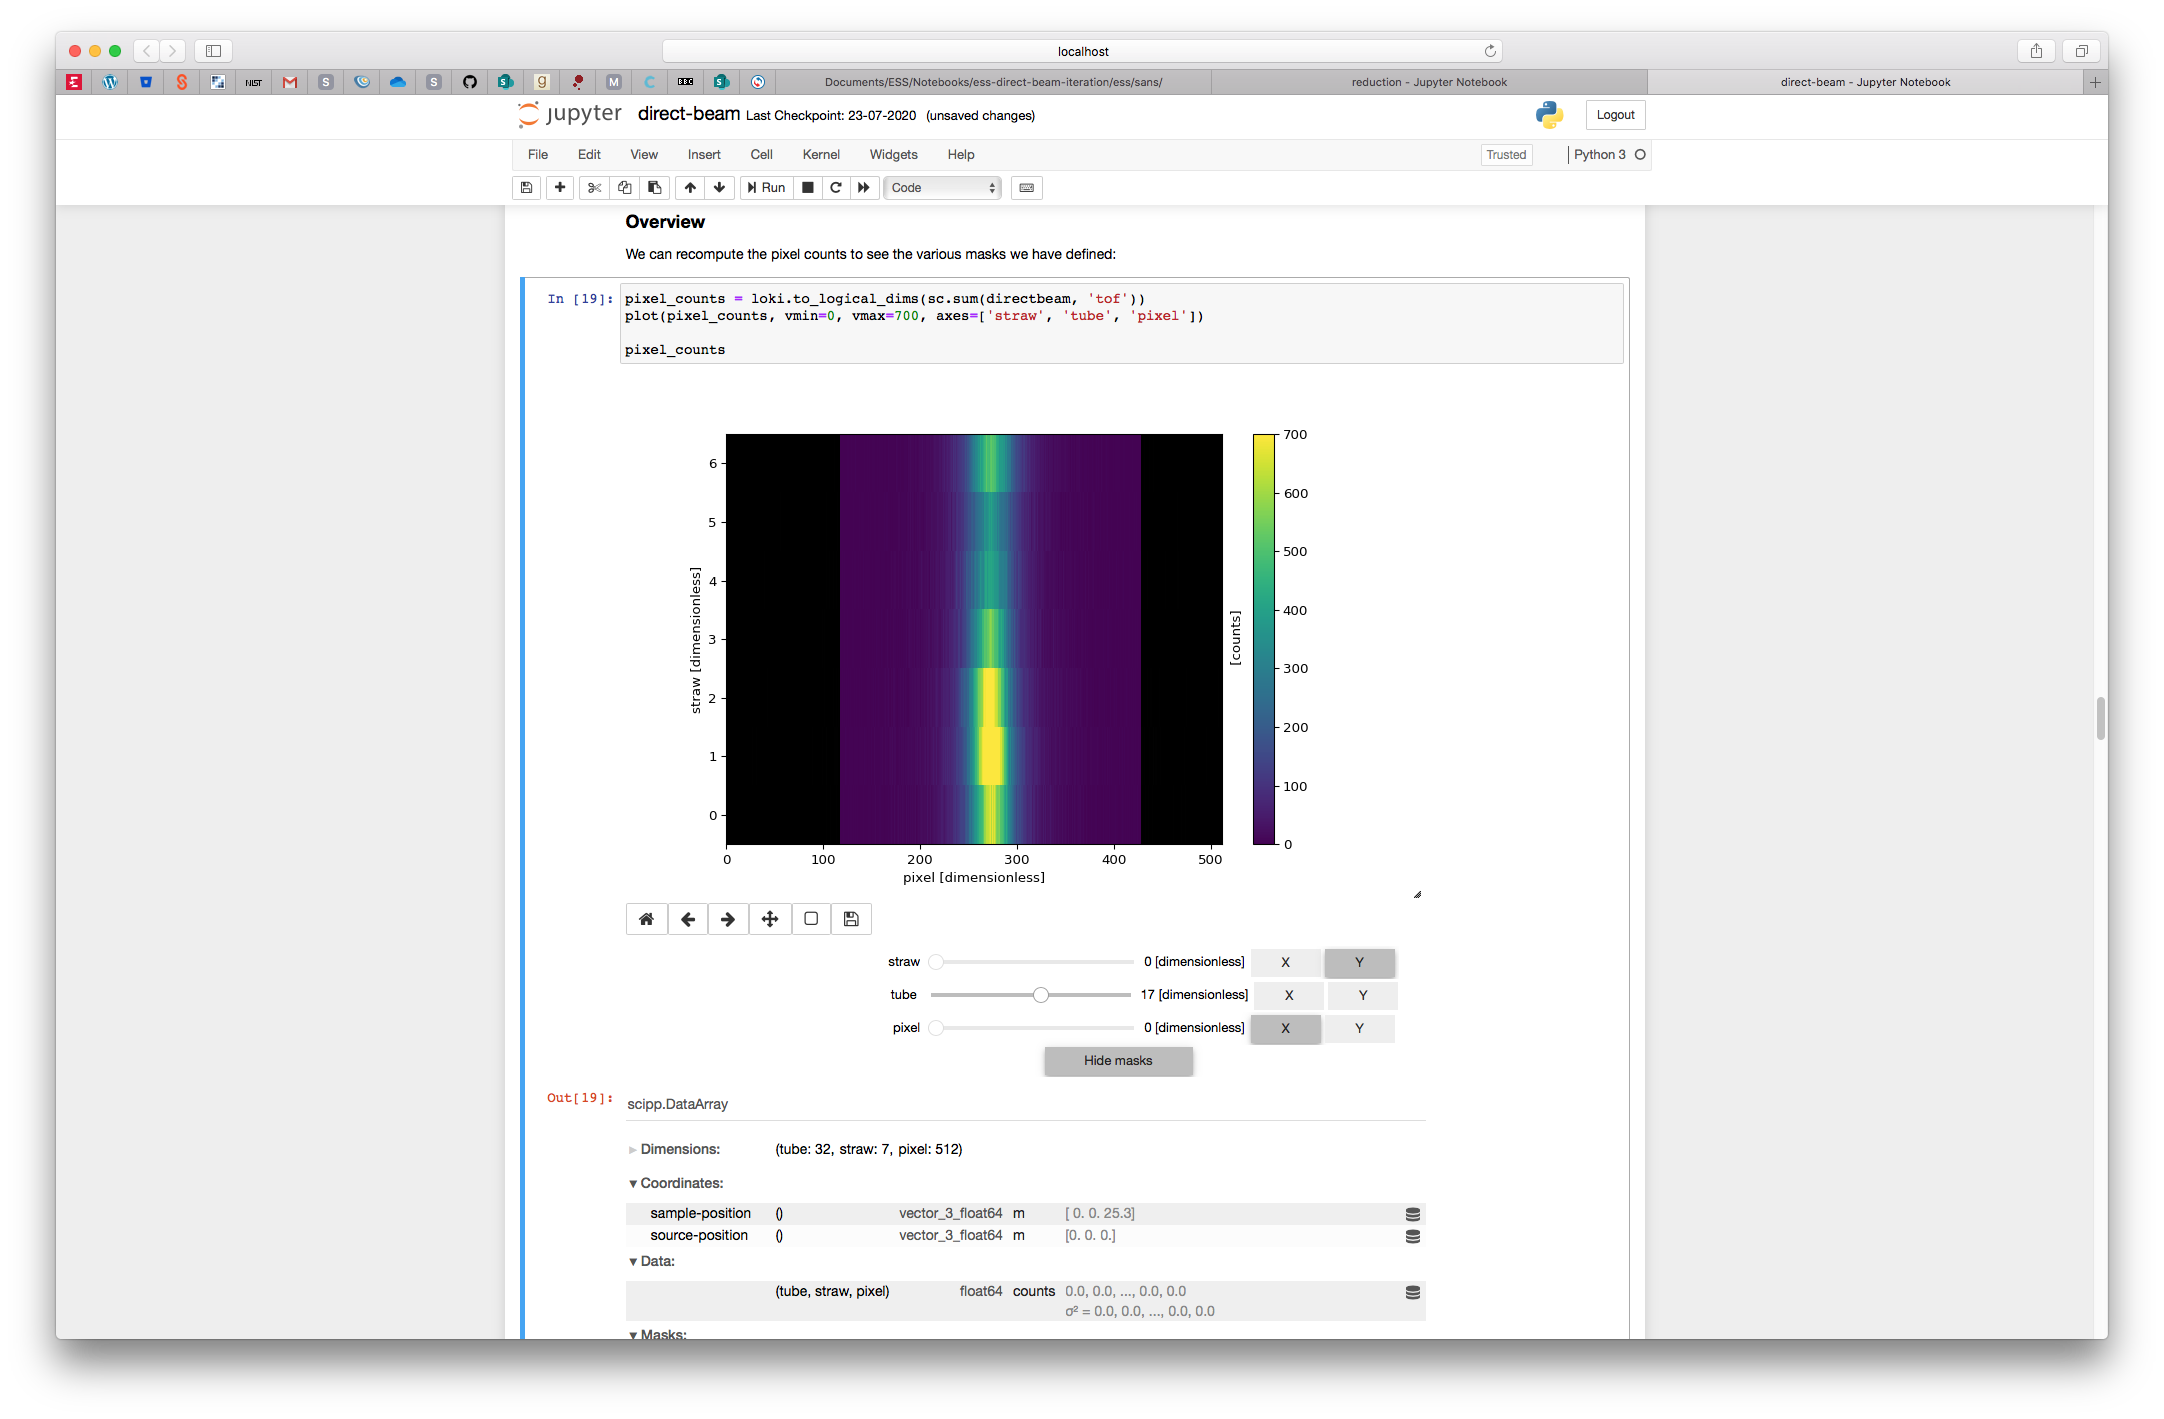 localhost
NIST
S
S
S
g
M
C
BBC
S
Documents/ESS/Notebooks/ess-direct-beam-iteration/ess/sans/
reduction - Jupyter Notebook
direct-beam - Jupyter Notebook
jupyter direct-beam Last Checkpoint: 23-07-2020 (unsaved changes)
Logout
File Edit View Insert Cell Kernel Widgets Help
Trusted
Python 3
Run
Code
Overview
We can recompute the pixel counts to see the various masks we have defined:
In [19]:
pixel_counts = loki.to_logical_dims(sc.sum(directbeam, 'tof'))
plot(pixel_counts, vmin=0, vmax=700, axes=['straw', 'tube', 'pixel'])
pixel_counts
6
5
4
3
2
1
0
straw [dimensionless]
0 100 200 300 400 500
pixel [dimensionless]
700
600
500
400
300
200
100
0
[counts]
straw 0 [dimensionless] X Y
tube 17 [dimensionless] X Y
pixel 0 [dimensionless] X Y
Hide masks
Out[19]:
scipp.DataArray
▸ Dimensions: (tube: 32, straw: 7, pixel: 512)
▾ Coordinates:
sample-position () vector_3_float64 m [ 0. 0. 25.3]
source-position () vector_3_float64 m [0. 0. 0.]
▾ Data:
(tube, straw, pixel) float64 counts 0.0, 0.0, ..., 0.0, 0.0
σ² = 0.0, 0.0, ..., 0.0, 0.0
▾ Masks: